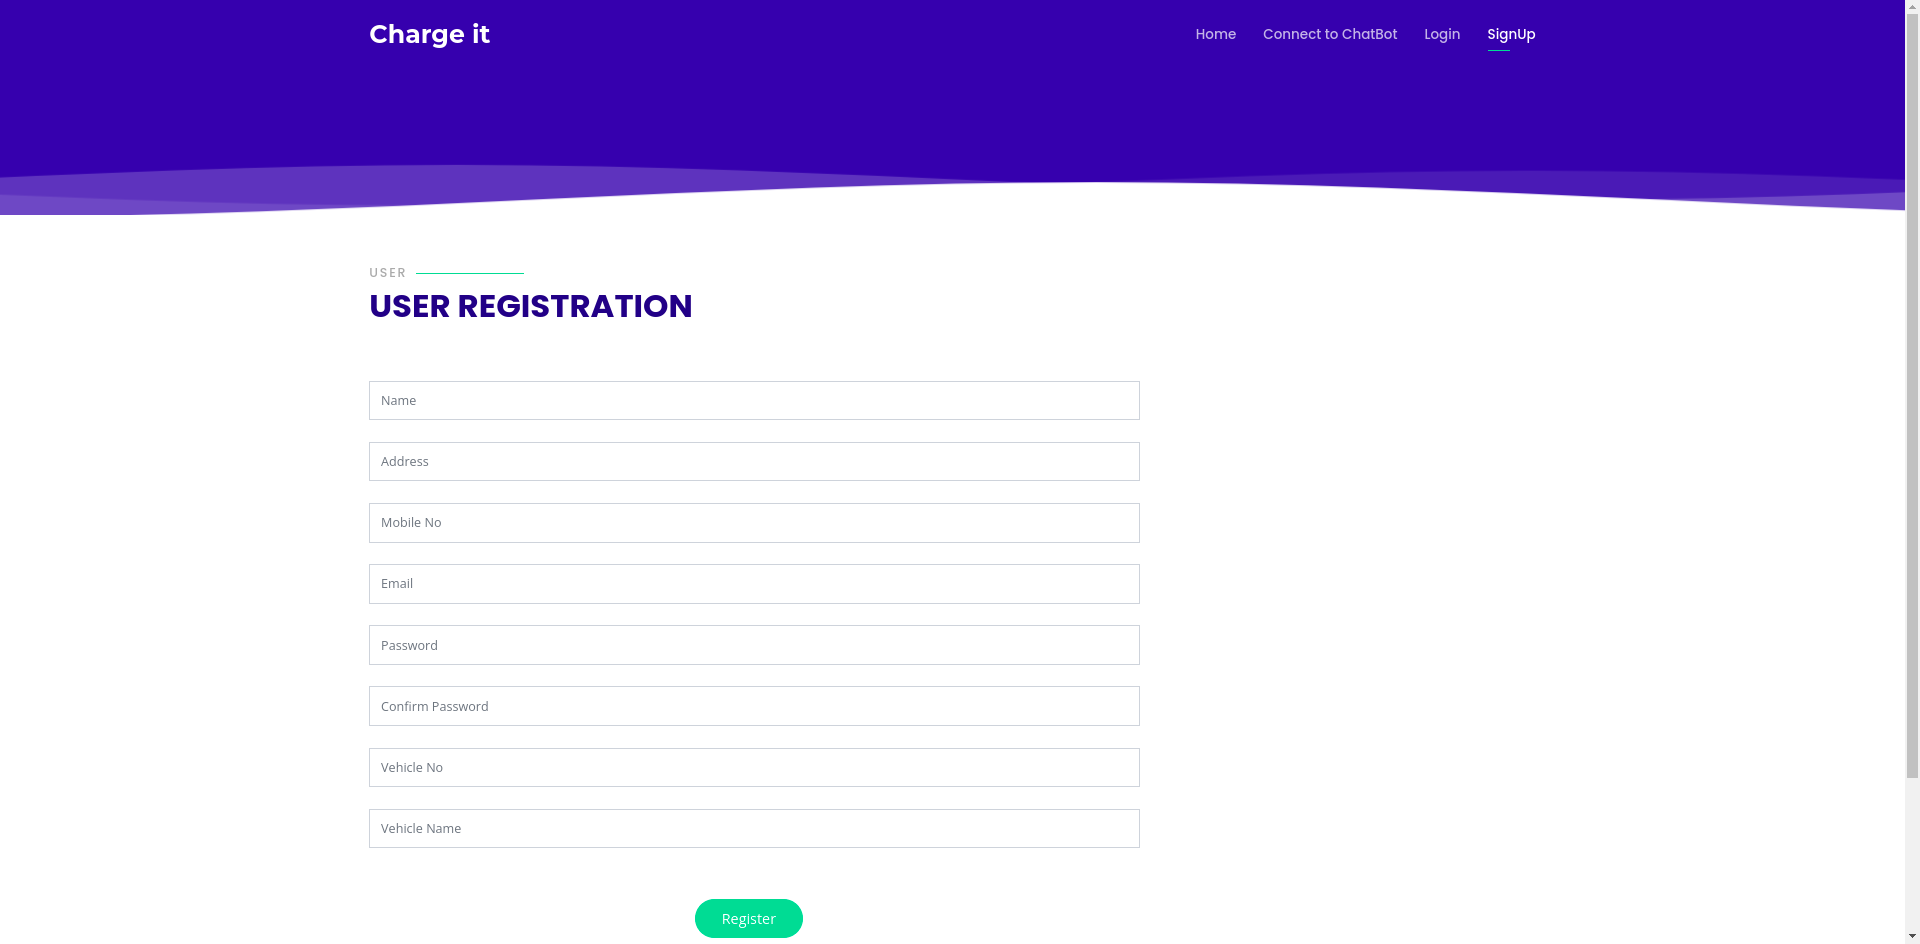 Charge it
Home Connect to ChatBot Login SignUp
USER
USER REGISTRATION
Name
Address
Mobile No
Email
Password
Confirm Password
Vehicle No
Vehicle Name
Register